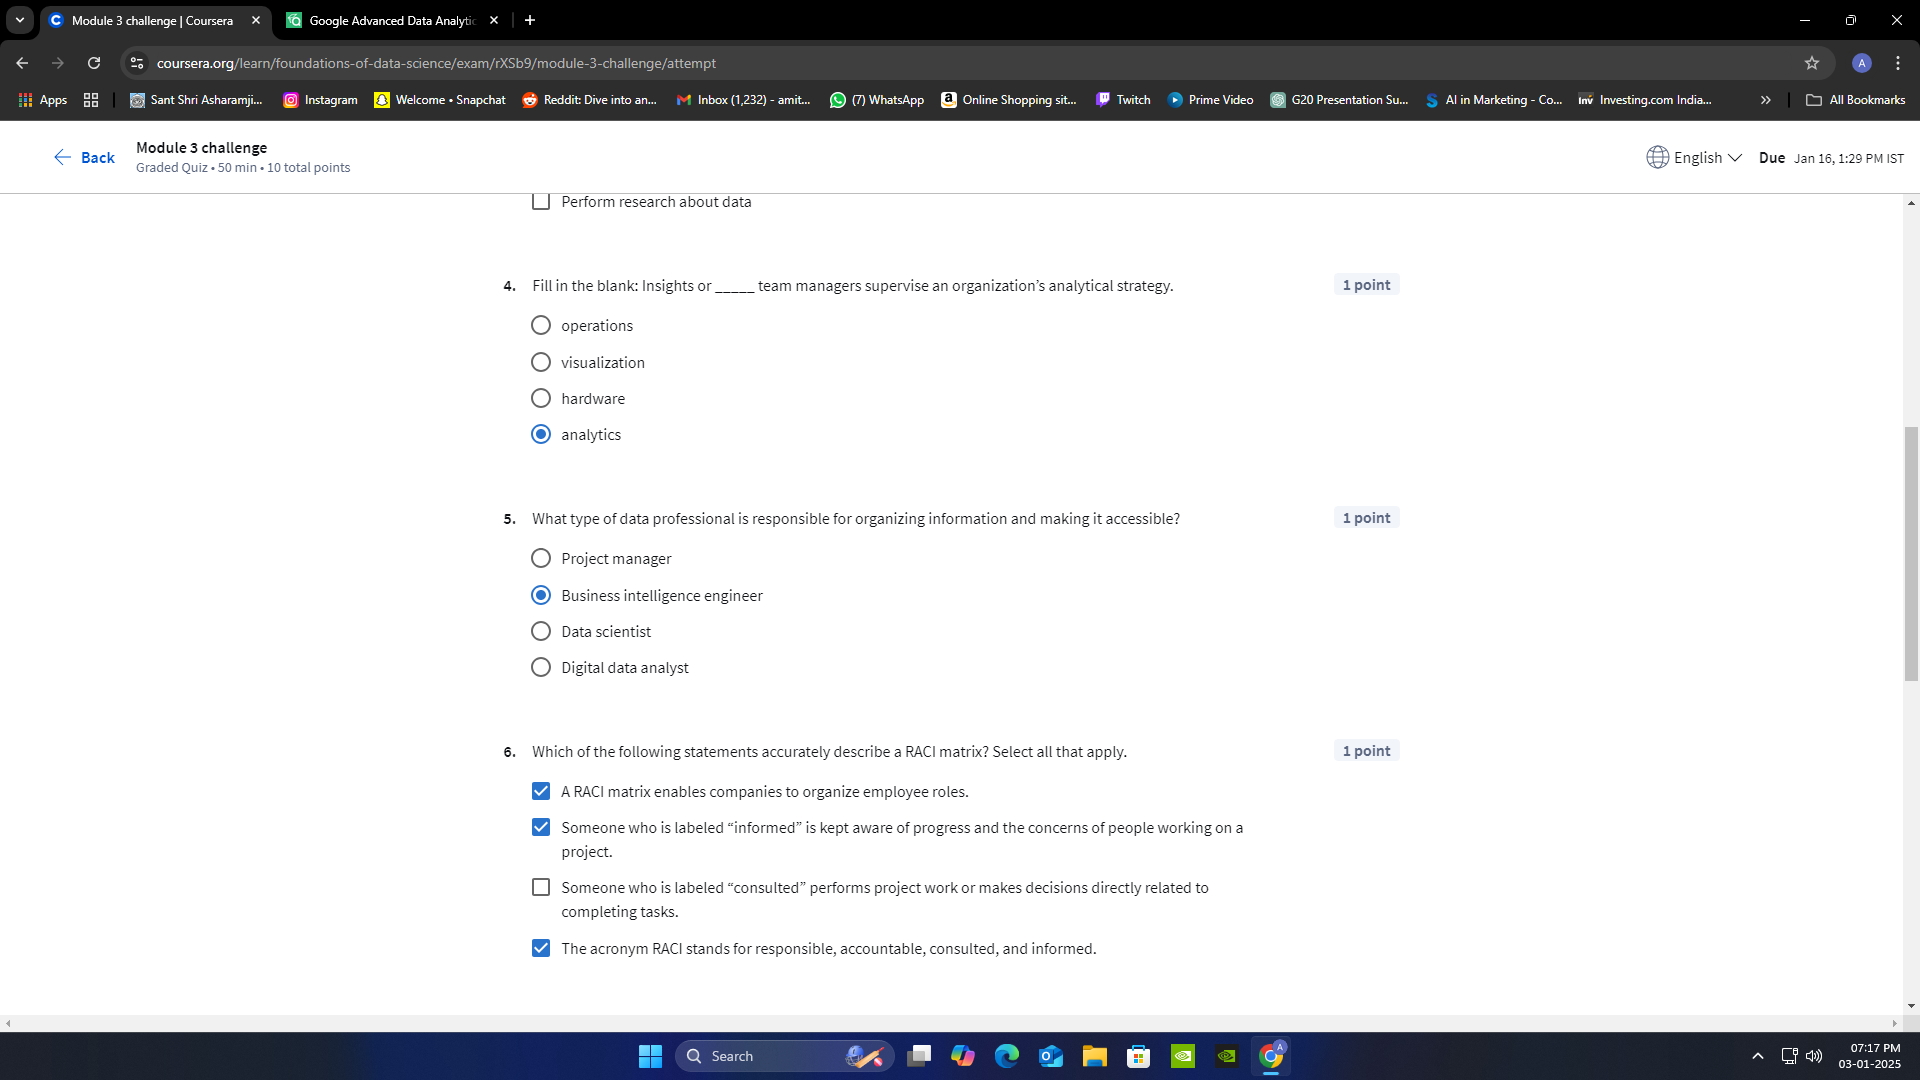 Module 3 challenge | Coursera
Google Advanced Data Analytic
coursera.org/learn/foundations-of-data-science/exam/rXSb9/module-3-challenge/attempt
A
Apps
Sant Shri Asharamji...
Instagram
Welcome • Snapchat
Reddit: Dive into an...
Inbox (1,232) - amit...
(7) WhatsApp
Online Shopping sit...
Twitch
Prime Video
G20 Presentation Su...
AI in Marketing - Co...
Inv Investing.com India...
All Bookmarks
Back
Module 3 challenge
Graded Quiz • 50 min • 10 total points
English
Due Jan 16, 1:29 PM IST
Perform research about data
4. Fill in the blank: Insights or _____ team managers supervise an organization’s analytical strategy.
1 point
operations
visualization
hardware
analytics
5. What type of data professional is responsible for organizing information and making it accessible?
1 point
Project manager
Business intelligence engineer
Data scientist
Digital data analyst
6. Which of the following statements accurately describe a RACI matrix? Select all that apply.
1 point
A RACI matrix enables companies to organize employee roles.
Someone who is labeled “informed” is kept aware of progress and the concerns of people working on a
project.
Someone who is labeled “consulted” performs project work or makes decisions directly related to
completing tasks.
The acronym RACI stands for responsible, accountable, consulted, and informed.
Search
07:17 PM
03-01-2025